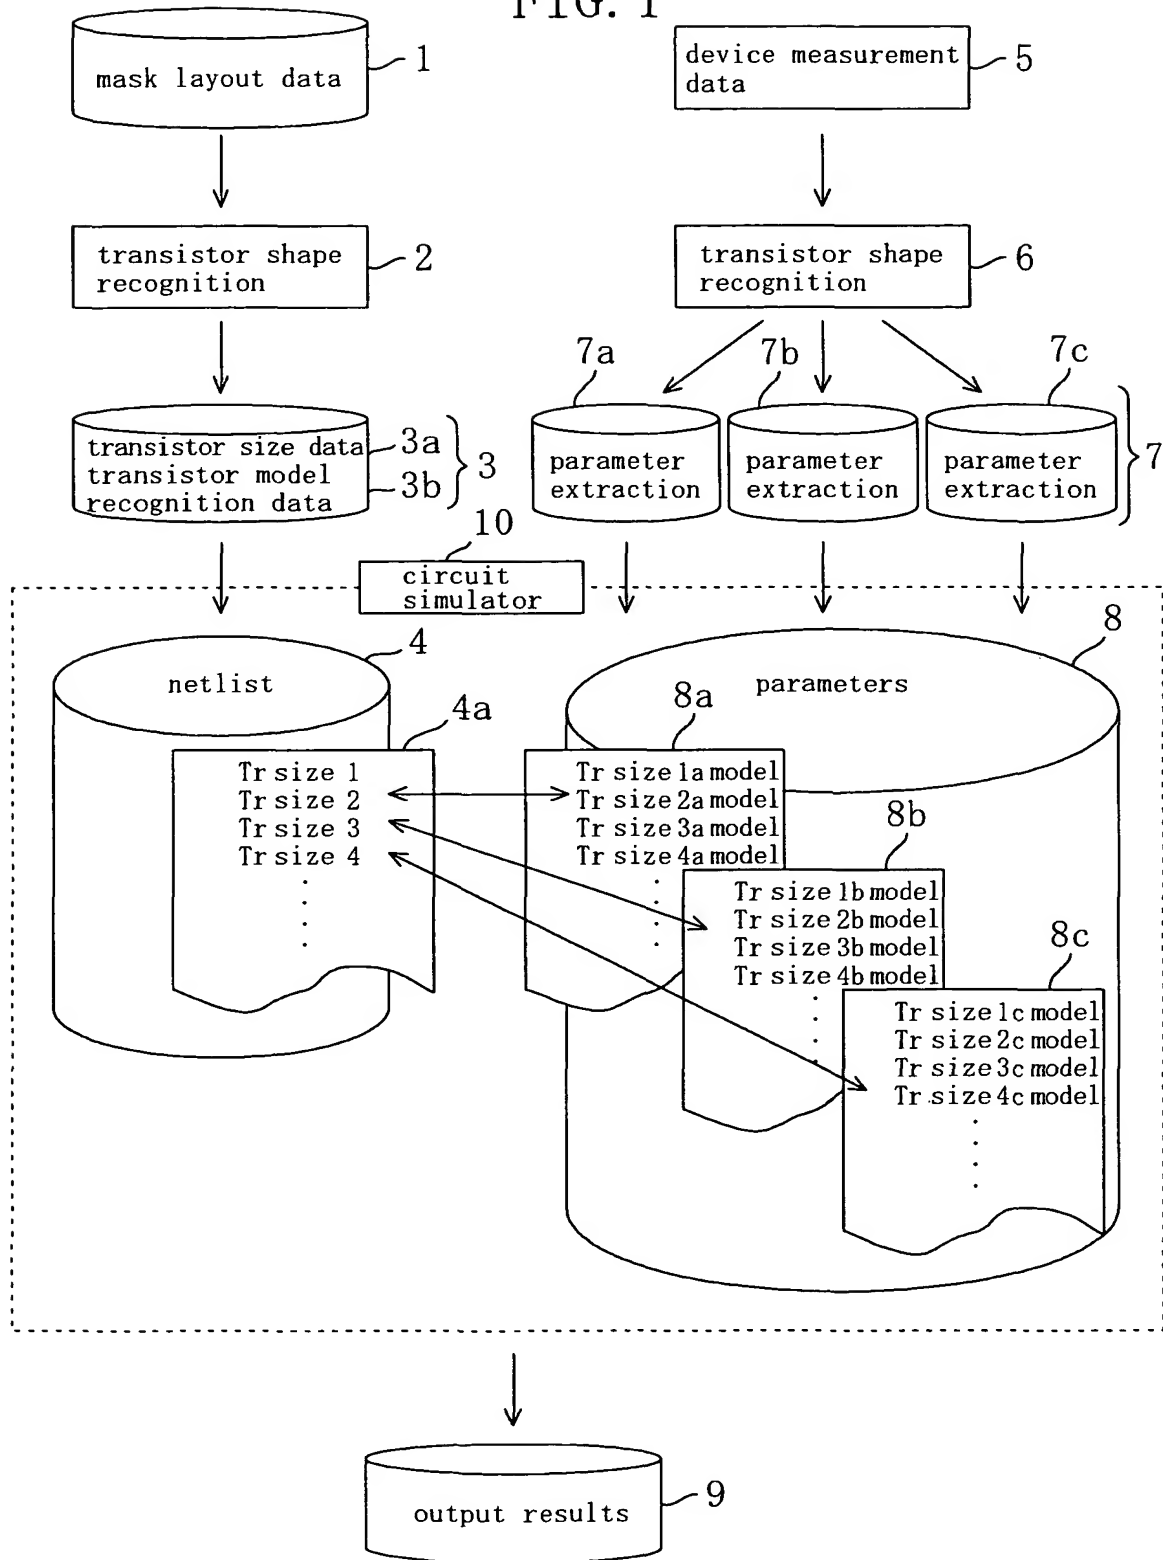 FIG. 1
mask layout data
1
device measurement
data
5
transistor shape
recognition
2
transistor shape
recognition
6
7a
7b
7c
transistor size data
3a
transistor model
recognition data
3b
3
parameter
extraction
parameter
extraction
parameter
extraction
7
10
circuit
simulator
4
netlist
8
parameters
4a
8a
Tr size 1
Tr size 2
Tr size 3
Tr size 4
Tr size 1a model
Tr size 2a model
Tr size 3a model
Tr size 4a model
8b
Tr size 1b model
Tr size 2b model
Tr size 3b model
Tr size 4b model
8c
Tr size 1c model
Tr size 2c model
Tr size 3c model
Tr size 4c model
output results
9